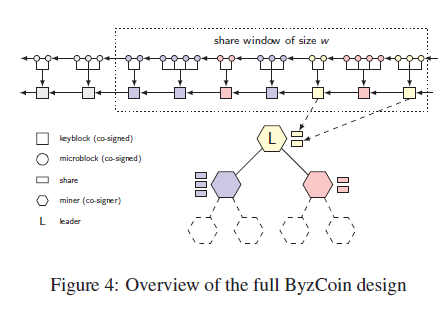 share window of size w
L
keyblock (co-signed)
microblock (co-signed)
share
miner (co-signer)
L leader
Figure 4: Overview of the full ByzCoin design